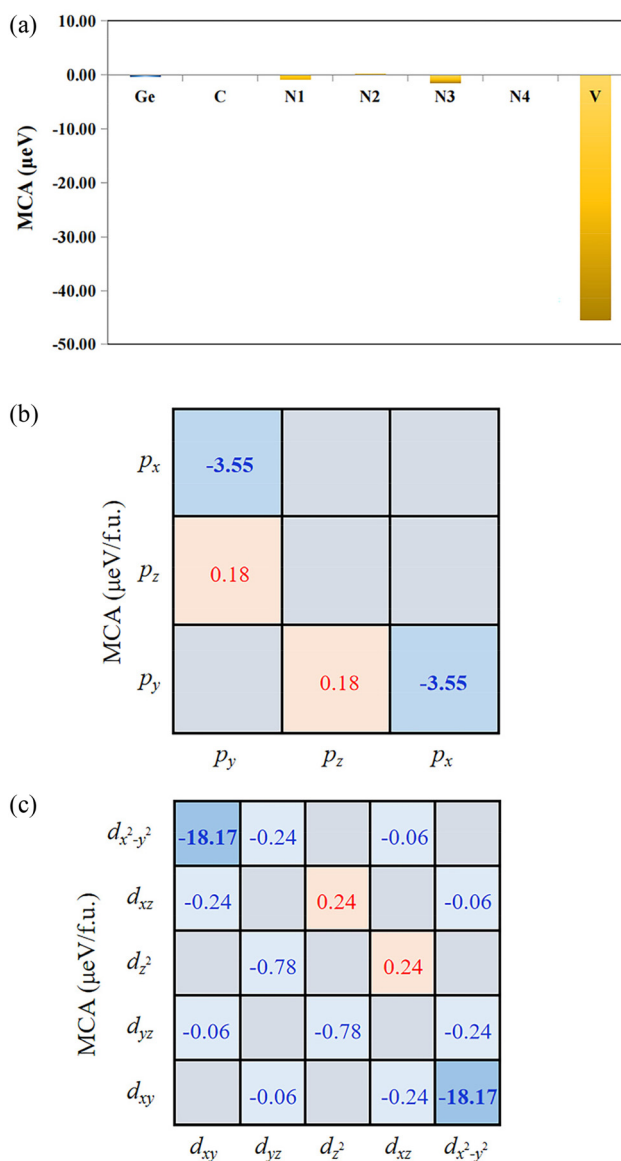 (a)
10.00
0.00
-10.00
-20.00
-30.00
-40.00
-50.00
MCA (μeV)
Ge C N1 N2 N3 N4 V
(b)
MCA (μeV/f.u.)
px -3.55
pz 0.18
py 0.18 -3.55
py pz px
(c)
MCA (μeV/f.u.)
dx²-y² -18.17 -0.24 -0.06
dxz -0.24 0.24 -0.06
dz² -0.78 0.24
dyz -0.06 -0.78 -0.24
dxy -0.06 -0.24 -18.17
dxy dyz dz² dxz dx²-y²